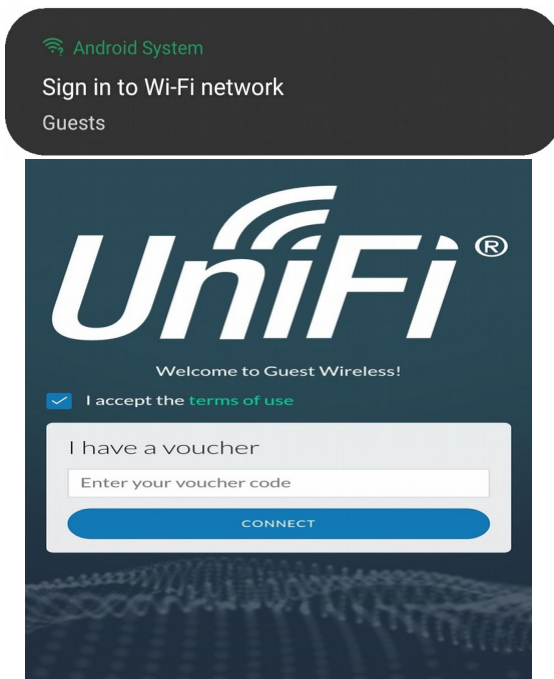 Android System
Sign in to Wi-Fi network
Guests
UniFi®
Welcome to Guest Wireless!
I accept the terms of use
I have a voucher
Enter your voucher code
CONNECT